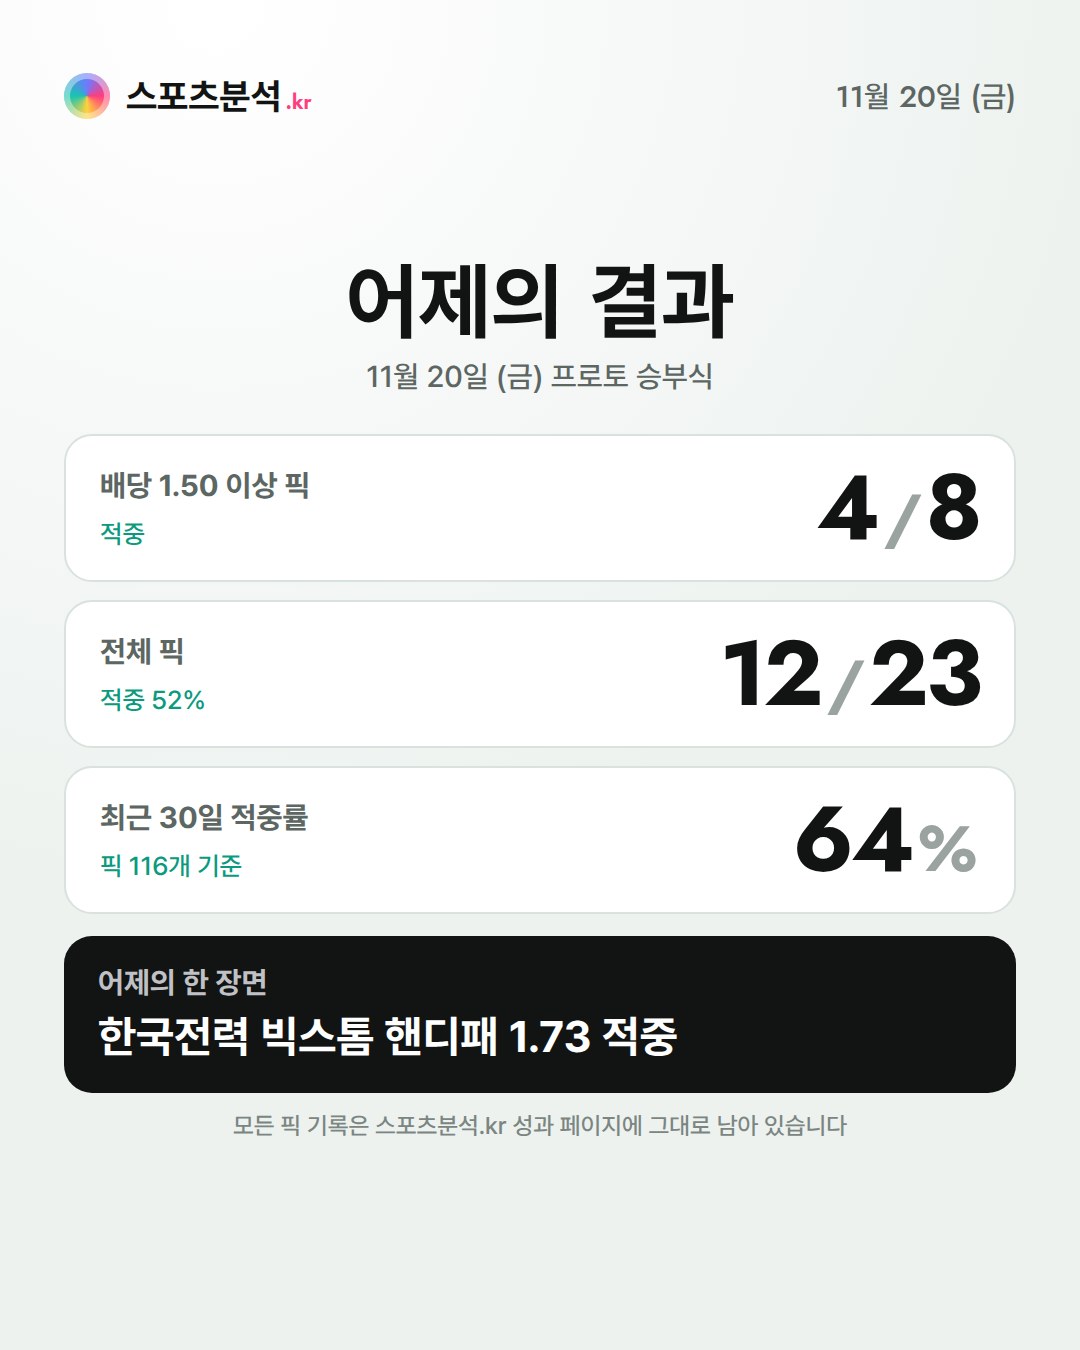 스포츠분석.kr
11월 20일 (금)
어제의 결과
11월 20일 (금) 프로토 승부식
배당 1.50 이상 픽
적중
4/8
전체 픽
적중 52%
12/23
최근 30일 적중률
픽 116개 기준
64%
어제의 한 장면
한국전력 빅스톰 핸디패 1.73 적중
모든 픽 기록은 스포츠분석.kr 성과 페이지에 그대로 남아 있습니다